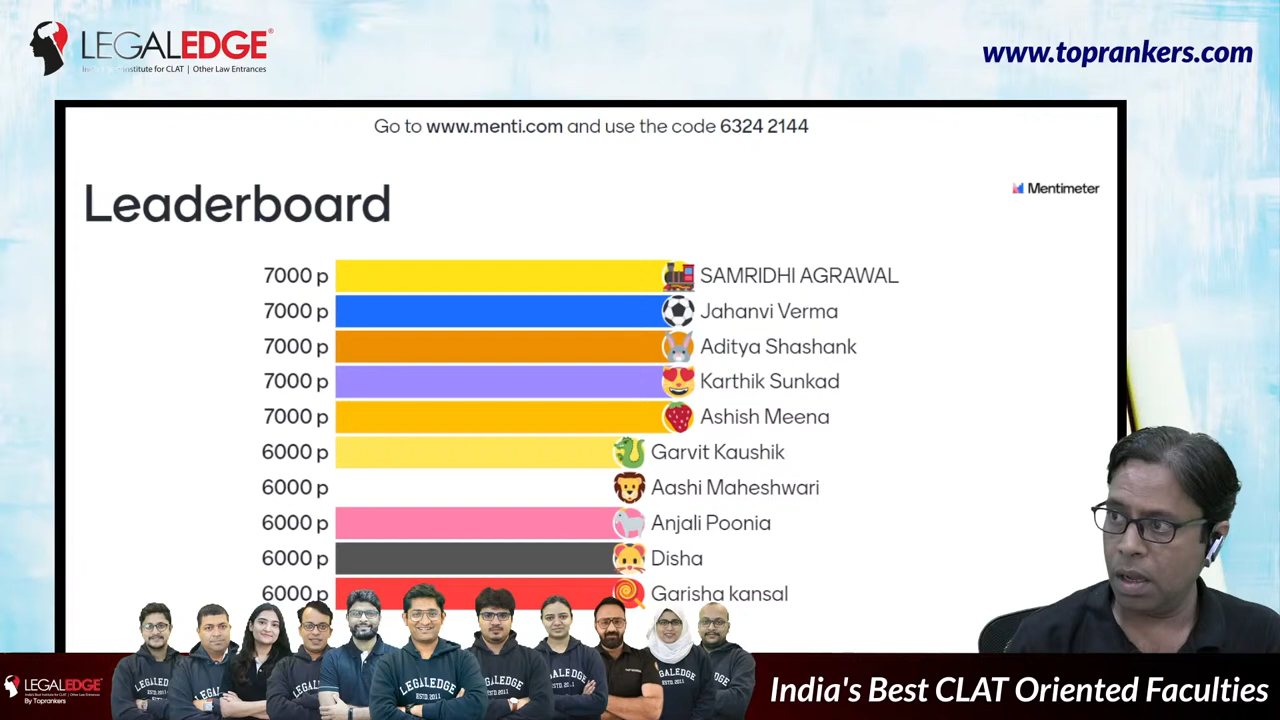 LEGALEDGE
www.toprankers.com
Institute for CLAT | Other Law Entrances
Go to www.menti.com and use the code 6324 2144
Mentimeter
Leaderboard
7000 p SAMRIDHI AGRAWAL
7000 p Jahanvi Verma
7000 p Aditya Shashank
7000 p Karthik Sunkad
7000 p Ashish Meena
6000 p Garvit Kaushik
6000 p Aashi Maheshwari
6000 p Anjali Poonia
6000 p Disha
6000 p Garisha kansal
LEGALEDGE
By Toprankers
LEGALEDGE
ESTD. 2011
India's Best CLAT Oriented Faculties